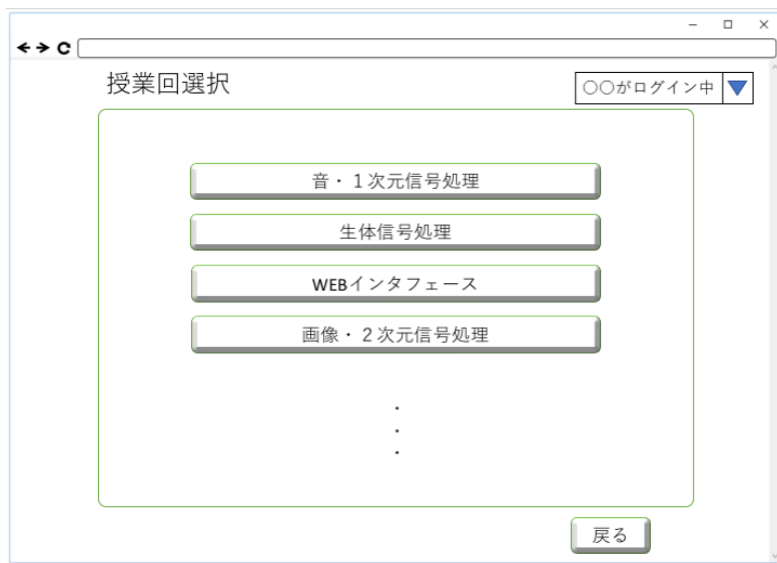 授業回選択
○○がログイン中
音・１次元信号処理
生体信号処理
WEBインタフェース
画像・２次元信号処理
・
・
・
戻る